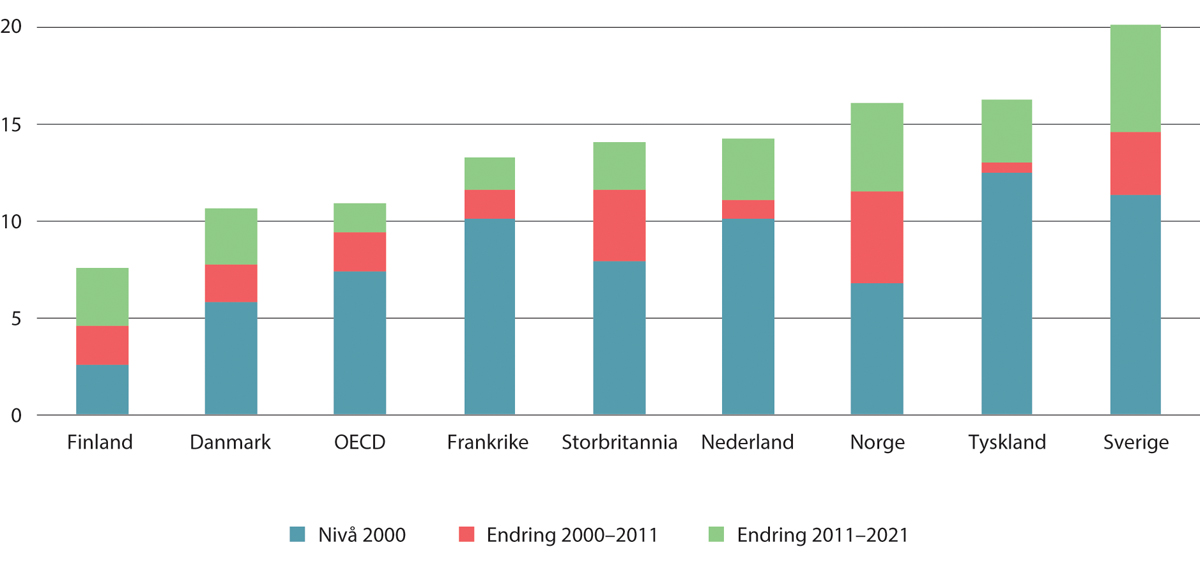 20
15
10
5
0
Finland Danmark OECD Frankrike Storbritannia Nederland Norge Tyskland Sverige
Nivå 2000 Endring 2000–2011 Endring 2011–2021